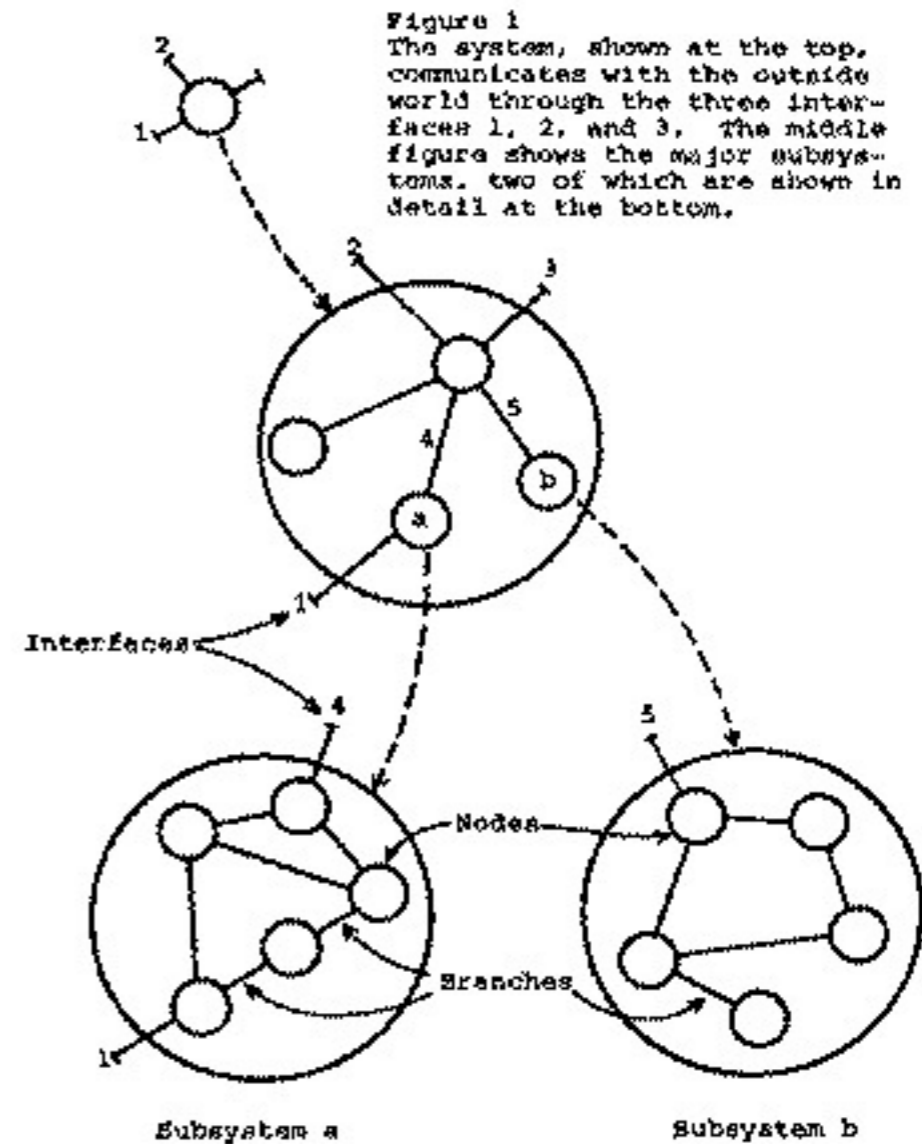 Figure 1
The system, shown at the top,
communicates with the outside
world through the three inter-
faces 1, 2, and 3. The middle
figure shows the major subsys-
tems, two of which are shown in
detail at the bottom.
2
1
2
3
5
4
b
a
1
Interfaces
4
5
Nodes
Branches
1
Subsystem a
Subsystem b